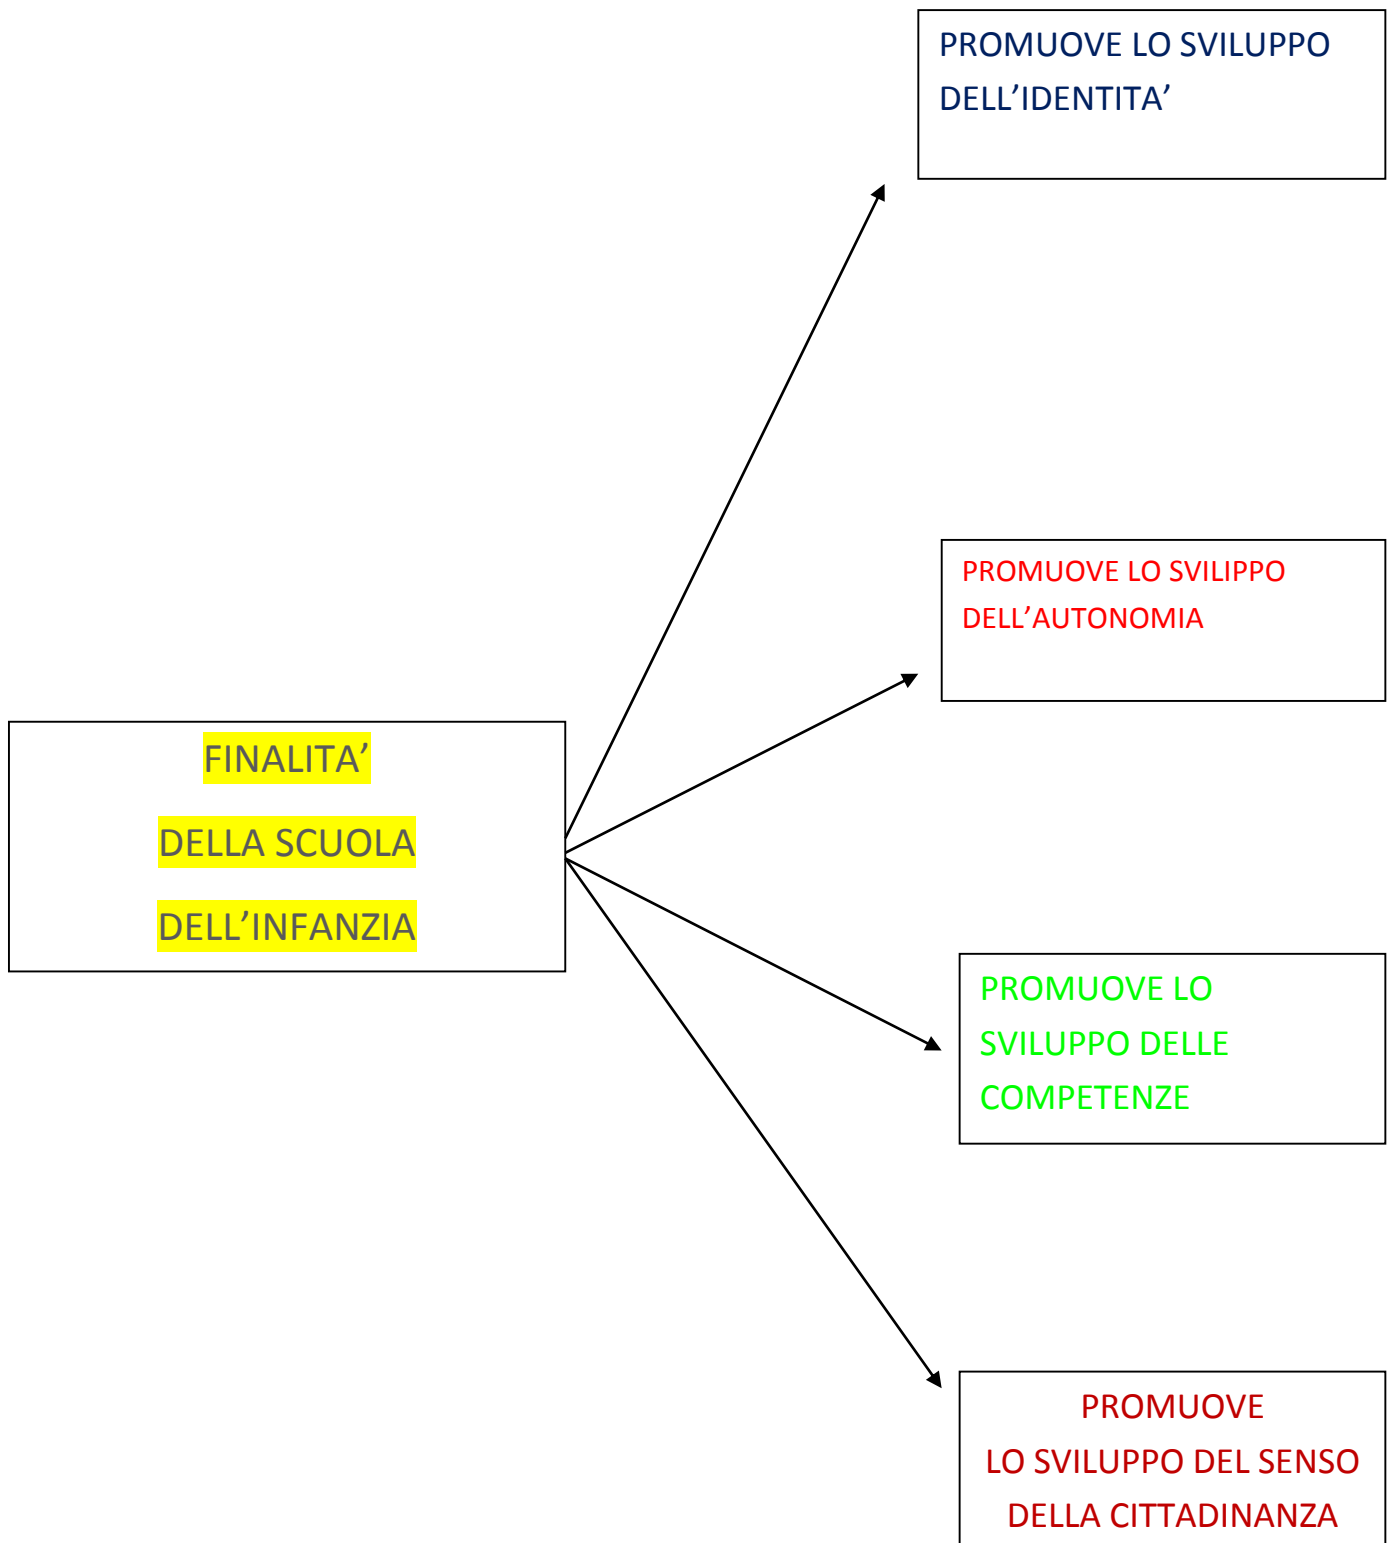 PROMUOVE LO SVILUPPO
DELL’IDENTITA’
PROMUOVE LO SVILIPPO
DELL’AUTONOMIA
FINALITA’
DELLA SCUOLA
DELL’INFANZIA
PROMUOVE LO
SVILUPPO DELLE
COMPETENZE
PROMUOVE
LO SVILUPPO DEL SENSO
DELLA CITTADINANZA